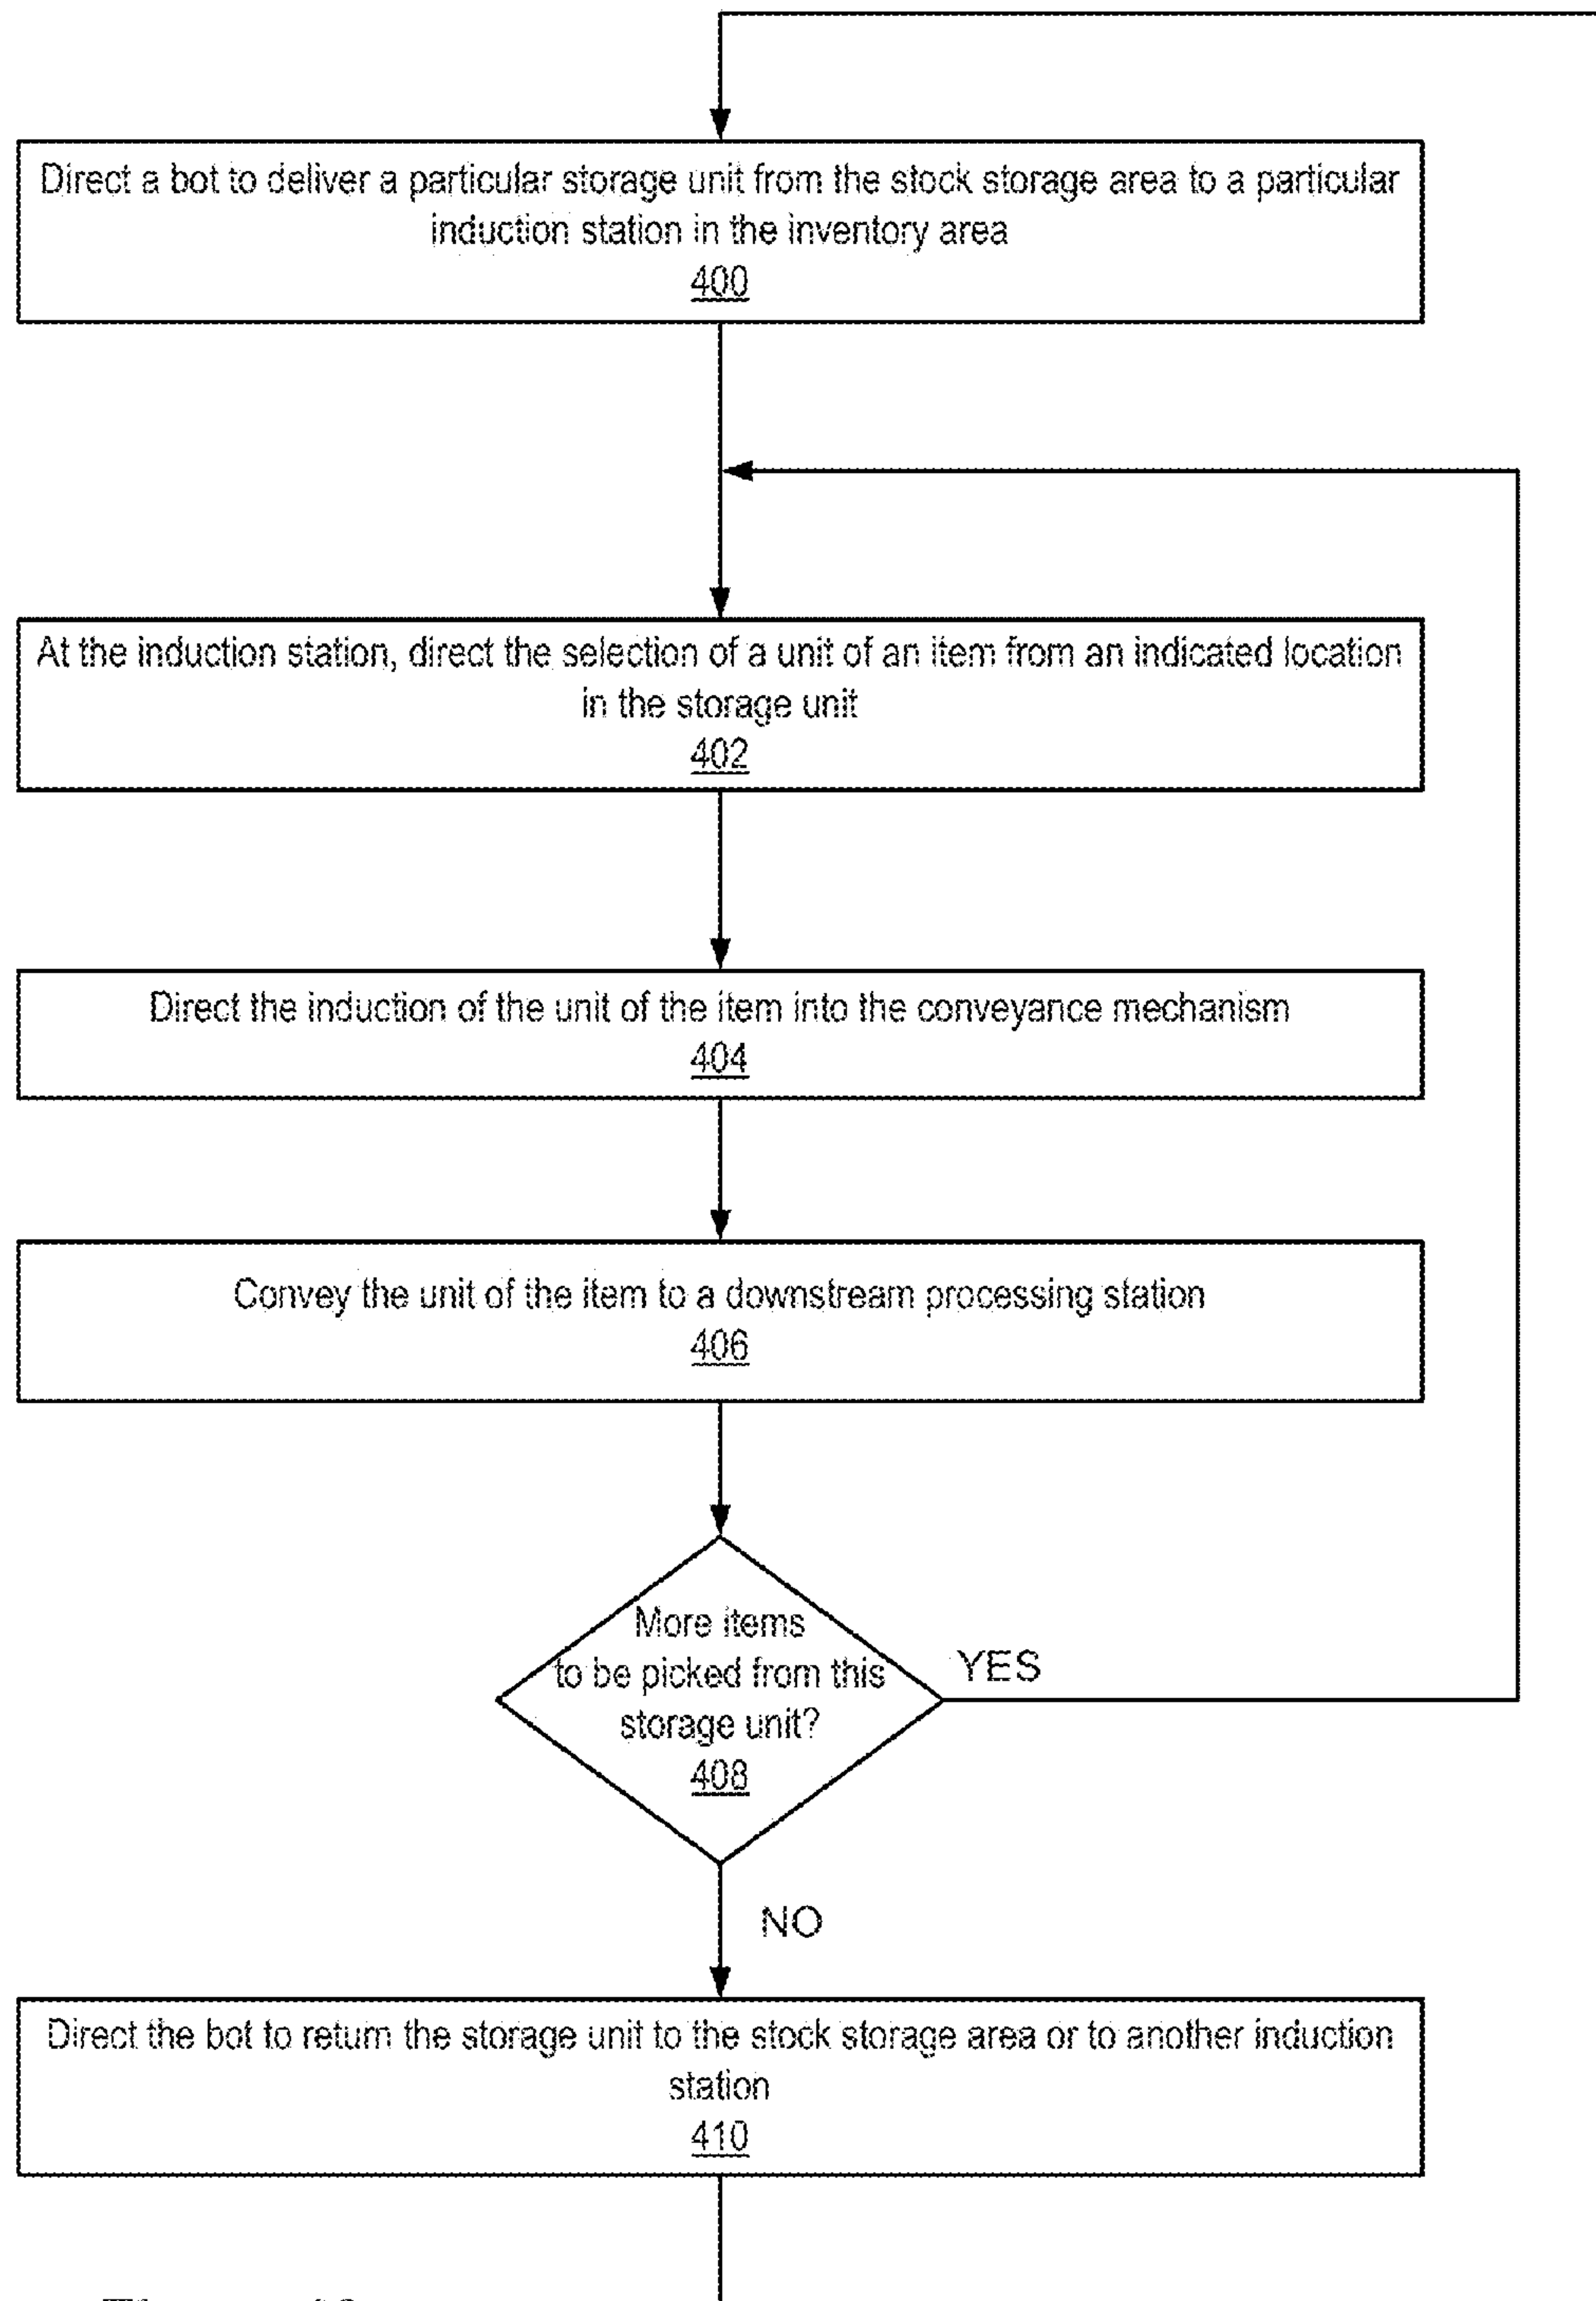 Direct a bot to deliver a particular storage unit from the stock storage area to a particular
induction station in the inventory area
400
At the induction station, direct the selection of a unit of an item from an indicated location
in the storage unit
402
Direct the induction of the unit of the item into the conveyance mechanism
404
Convey the unit of the item to a downstream processing station
406
More items
to be picked from this
storage unit?
408
YES
NO
Direct the bot to return the storage unit to the stock storage area or to another induction
station
410